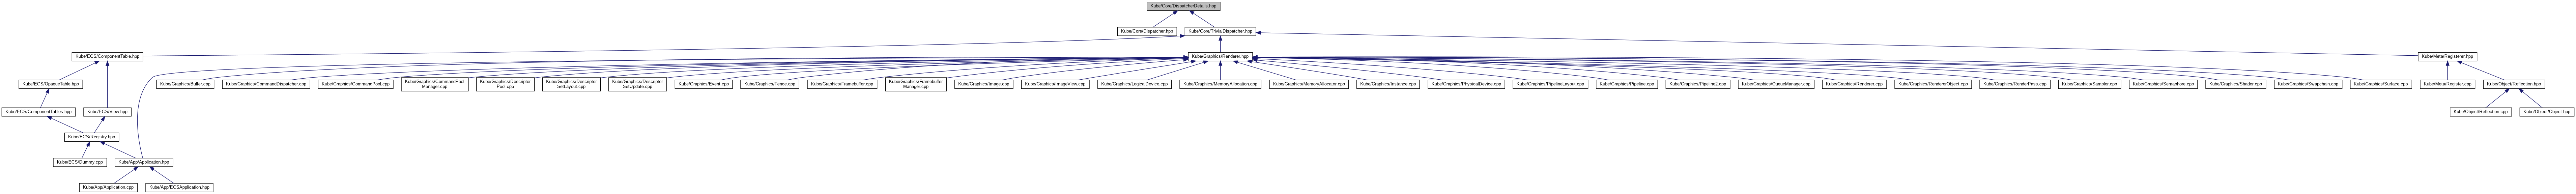 Kube/Core/DispatcherDetails.hpp
Kube/Core/Dispatcher.hpp
Kube/Core/TrivialDispatcher.hpp
Kube/ECS/ComponentTable.hpp
Kube/Graphics/Renderer.hpp
Kube/Meta/Registerer.hpp
Kube/ECS/OpaqueTable.hpp
Kube/Graphics/Buffer.cpp
Kube/Graphics/CommandDispatcher.cpp
Kube/Graphics/CommandPool.cpp
Kube/Graphics/CommandPool
Manager.cpp
Kube/Graphics/Descriptor
Pool.cpp
Kube/Graphics/Descriptor
SetLayout.cpp
Kube/Graphics/Descriptor
SetUpdate.cpp
Kube/Graphics/Event.cpp
Kube/Graphics/Fence.cpp
Kube/Graphics/Framebuffer.cpp
Kube/Graphics/Framebuffer
Manager.cpp
Kube/Graphics/Image.cpp
Kube/Graphics/ImageView.cpp
Kube/Graphics/LogicalDevice.cpp
Kube/Graphics/MemoryAllocation.cpp
Kube/Graphics/MemoryAllocator.cpp
Kube/Graphics/Instance.cpp
Kube/Graphics/PhysicalDevice.cpp
Kube/Graphics/PipelineLayout.cpp
Kube/Graphics/Pipeline.cpp
Kube/Graphics/Pipeline2.cpp
Kube/Graphics/QueueManager.cpp
Kube/Graphics/Renderer.cpp
Kube/Graphics/RenderObject.cpp
Kube/Graphics/RenderPass.cpp
Kube/Graphics/Sampler.cpp
Kube/Graphics/Semaphore.cpp
Kube/Graphics/Shader.cpp
Kube/Graphics/Swapchain.cpp
Kube/Graphics/Surface.cpp
Kube/Meta/Register.cpp
Kube/Object/Reflection.hpp
Kube/ECS/ComponentTables.hpp
Kube/ECS/View.hpp
Kube/Object/Reflection.cpp
Kube/Object/Object.hpp
Kube/ECS/Registry.hpp
Kube/ECS/Dummy.cpp
Kube/App/Application.hpp
Kube/App/Application.cpp
Kube/App/ECSApplication.hpp